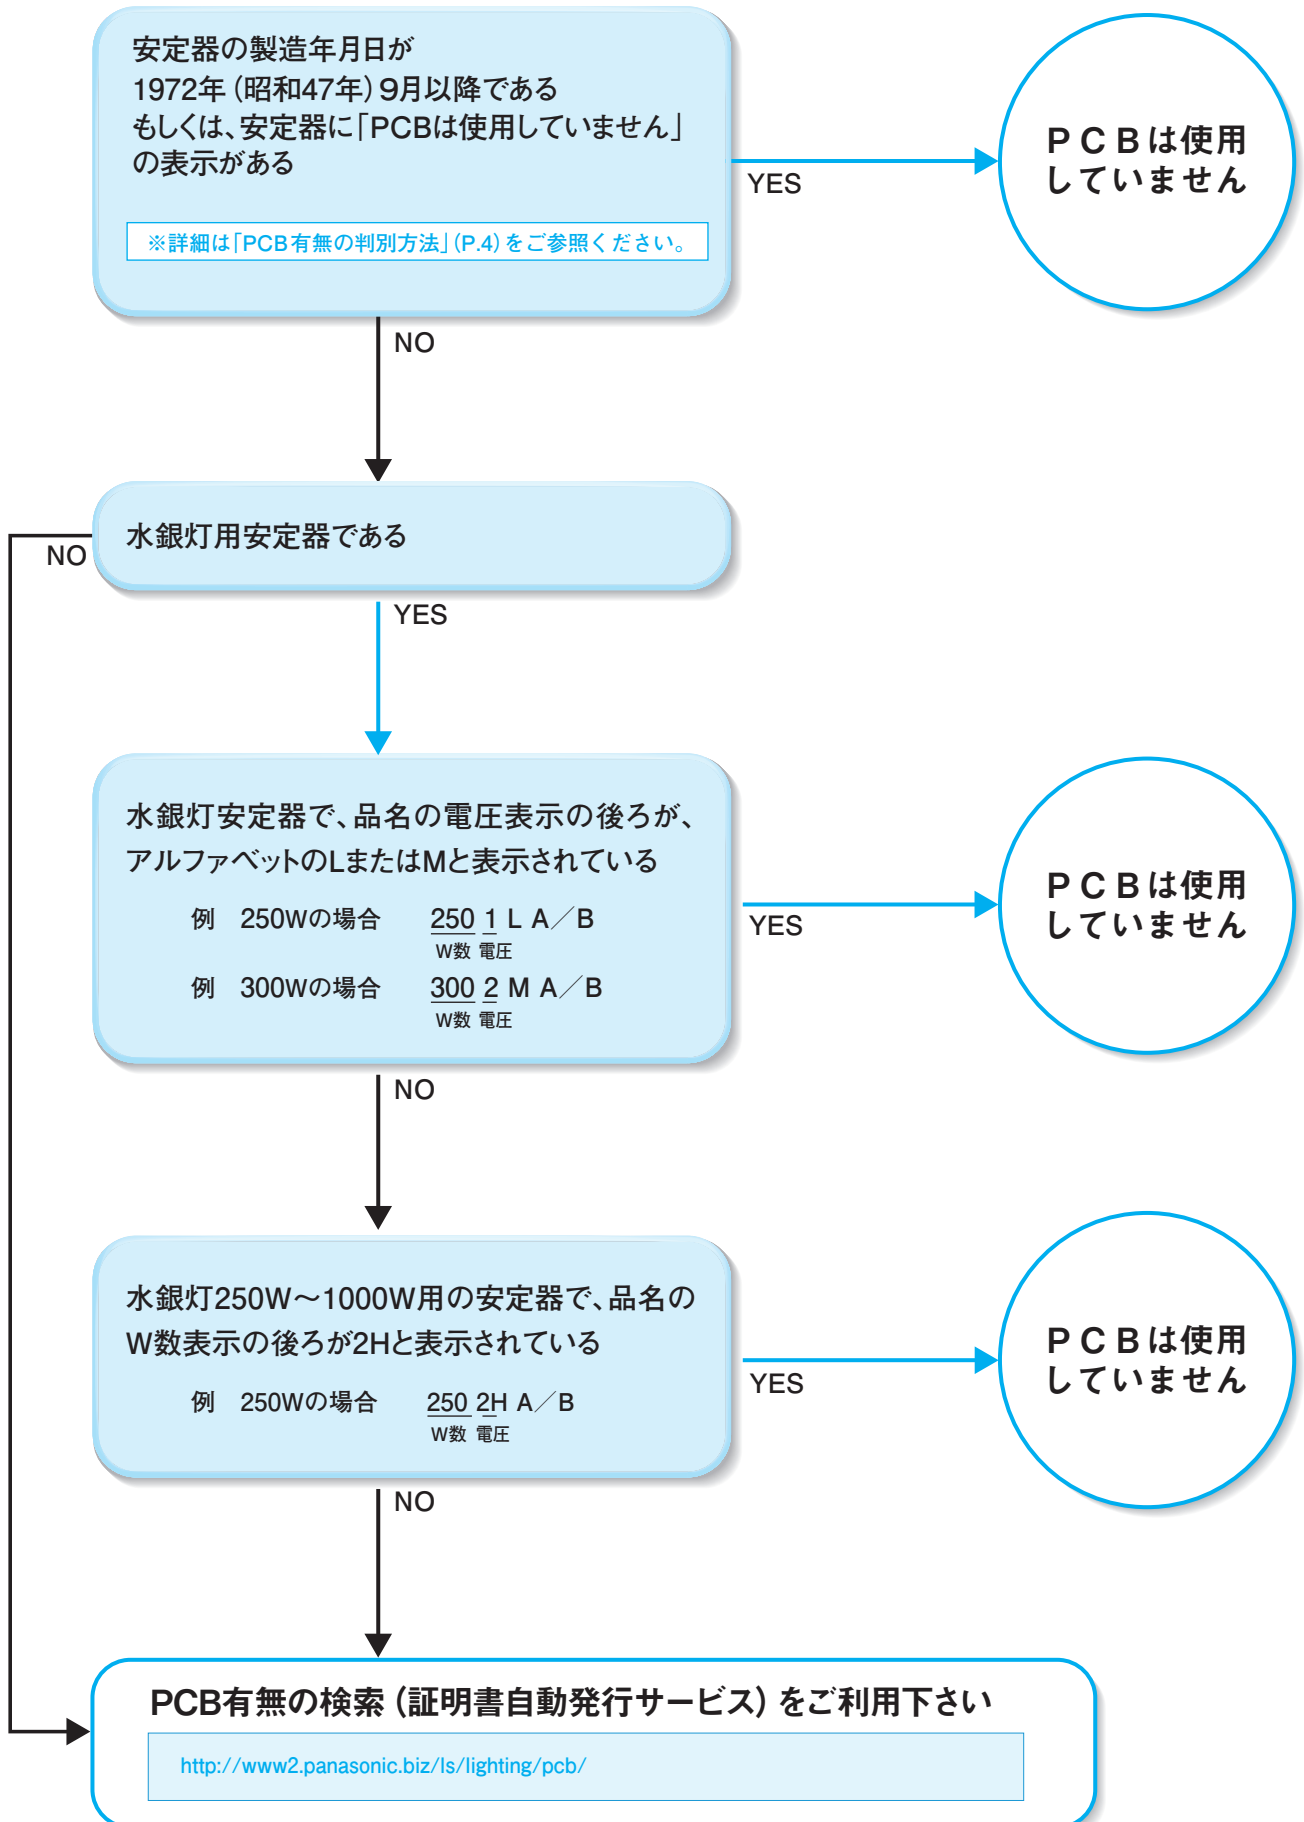 安定器の製造年月日が
1972年（昭和47年）9月以降である
もしくは、安定器に「PCBは使用していません」
の表示がある
※詳細は「PCB有無の判別方法」（P.4）をご参照ください。
YES
PCBは使用
していません
NO
水銀灯用安定器である
NO
YES
水銀灯安定器で、品名の電圧表示の後ろが、
アルファベットのLまたはMと表示されている
例 250Wの場合 250 1 L A／B
W数 電圧
例 300Wの場合 300 2 M A／B
W数 電圧
YES
PCBは使用
していません
NO
水銀灯250W〜1000W用の安定器で、品名の
W数表示の後ろが2Hと表示されている
例 250Wの場合 250 2H A／B
W数 電圧
YES
PCBは使用
していません
NO
PCB有無の検索（証明書自動発行サービス）をご利用下さい
http://www2.panasonic.biz/ls/lighting/pcb/